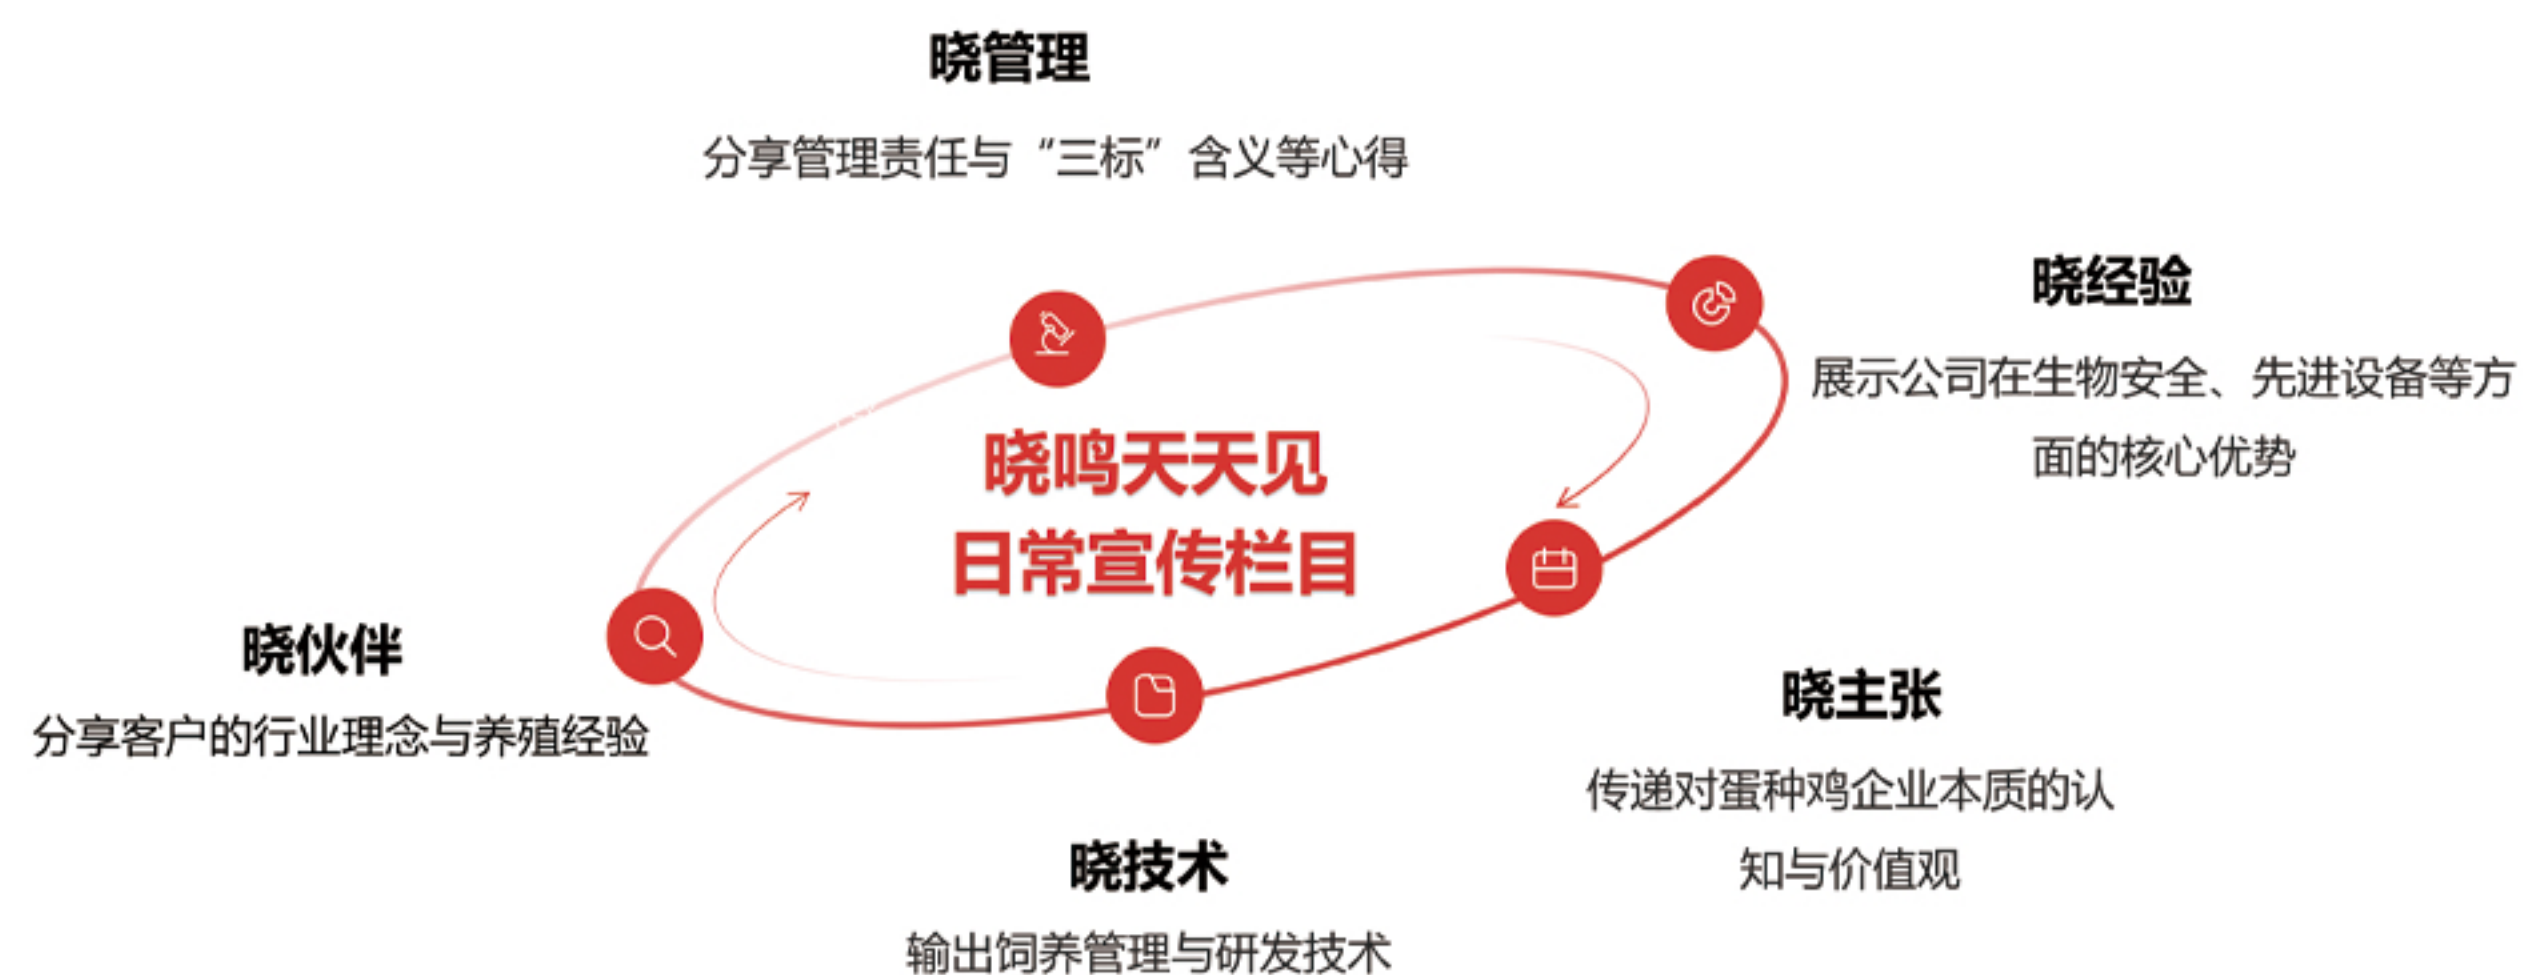 晓管理
分享管理责任与“三标”含义等心得
晓经验
展示公司在生物安全、先进设备等方
面的核心优势
晓鸣天天见
日常宣传栏目
晓伙伴
分享客户的行业理念与养殖经验
晓主张
传递对蛋种鸡企业本质的认
知与价值观
晓技术
输出饲养管理与研发技术